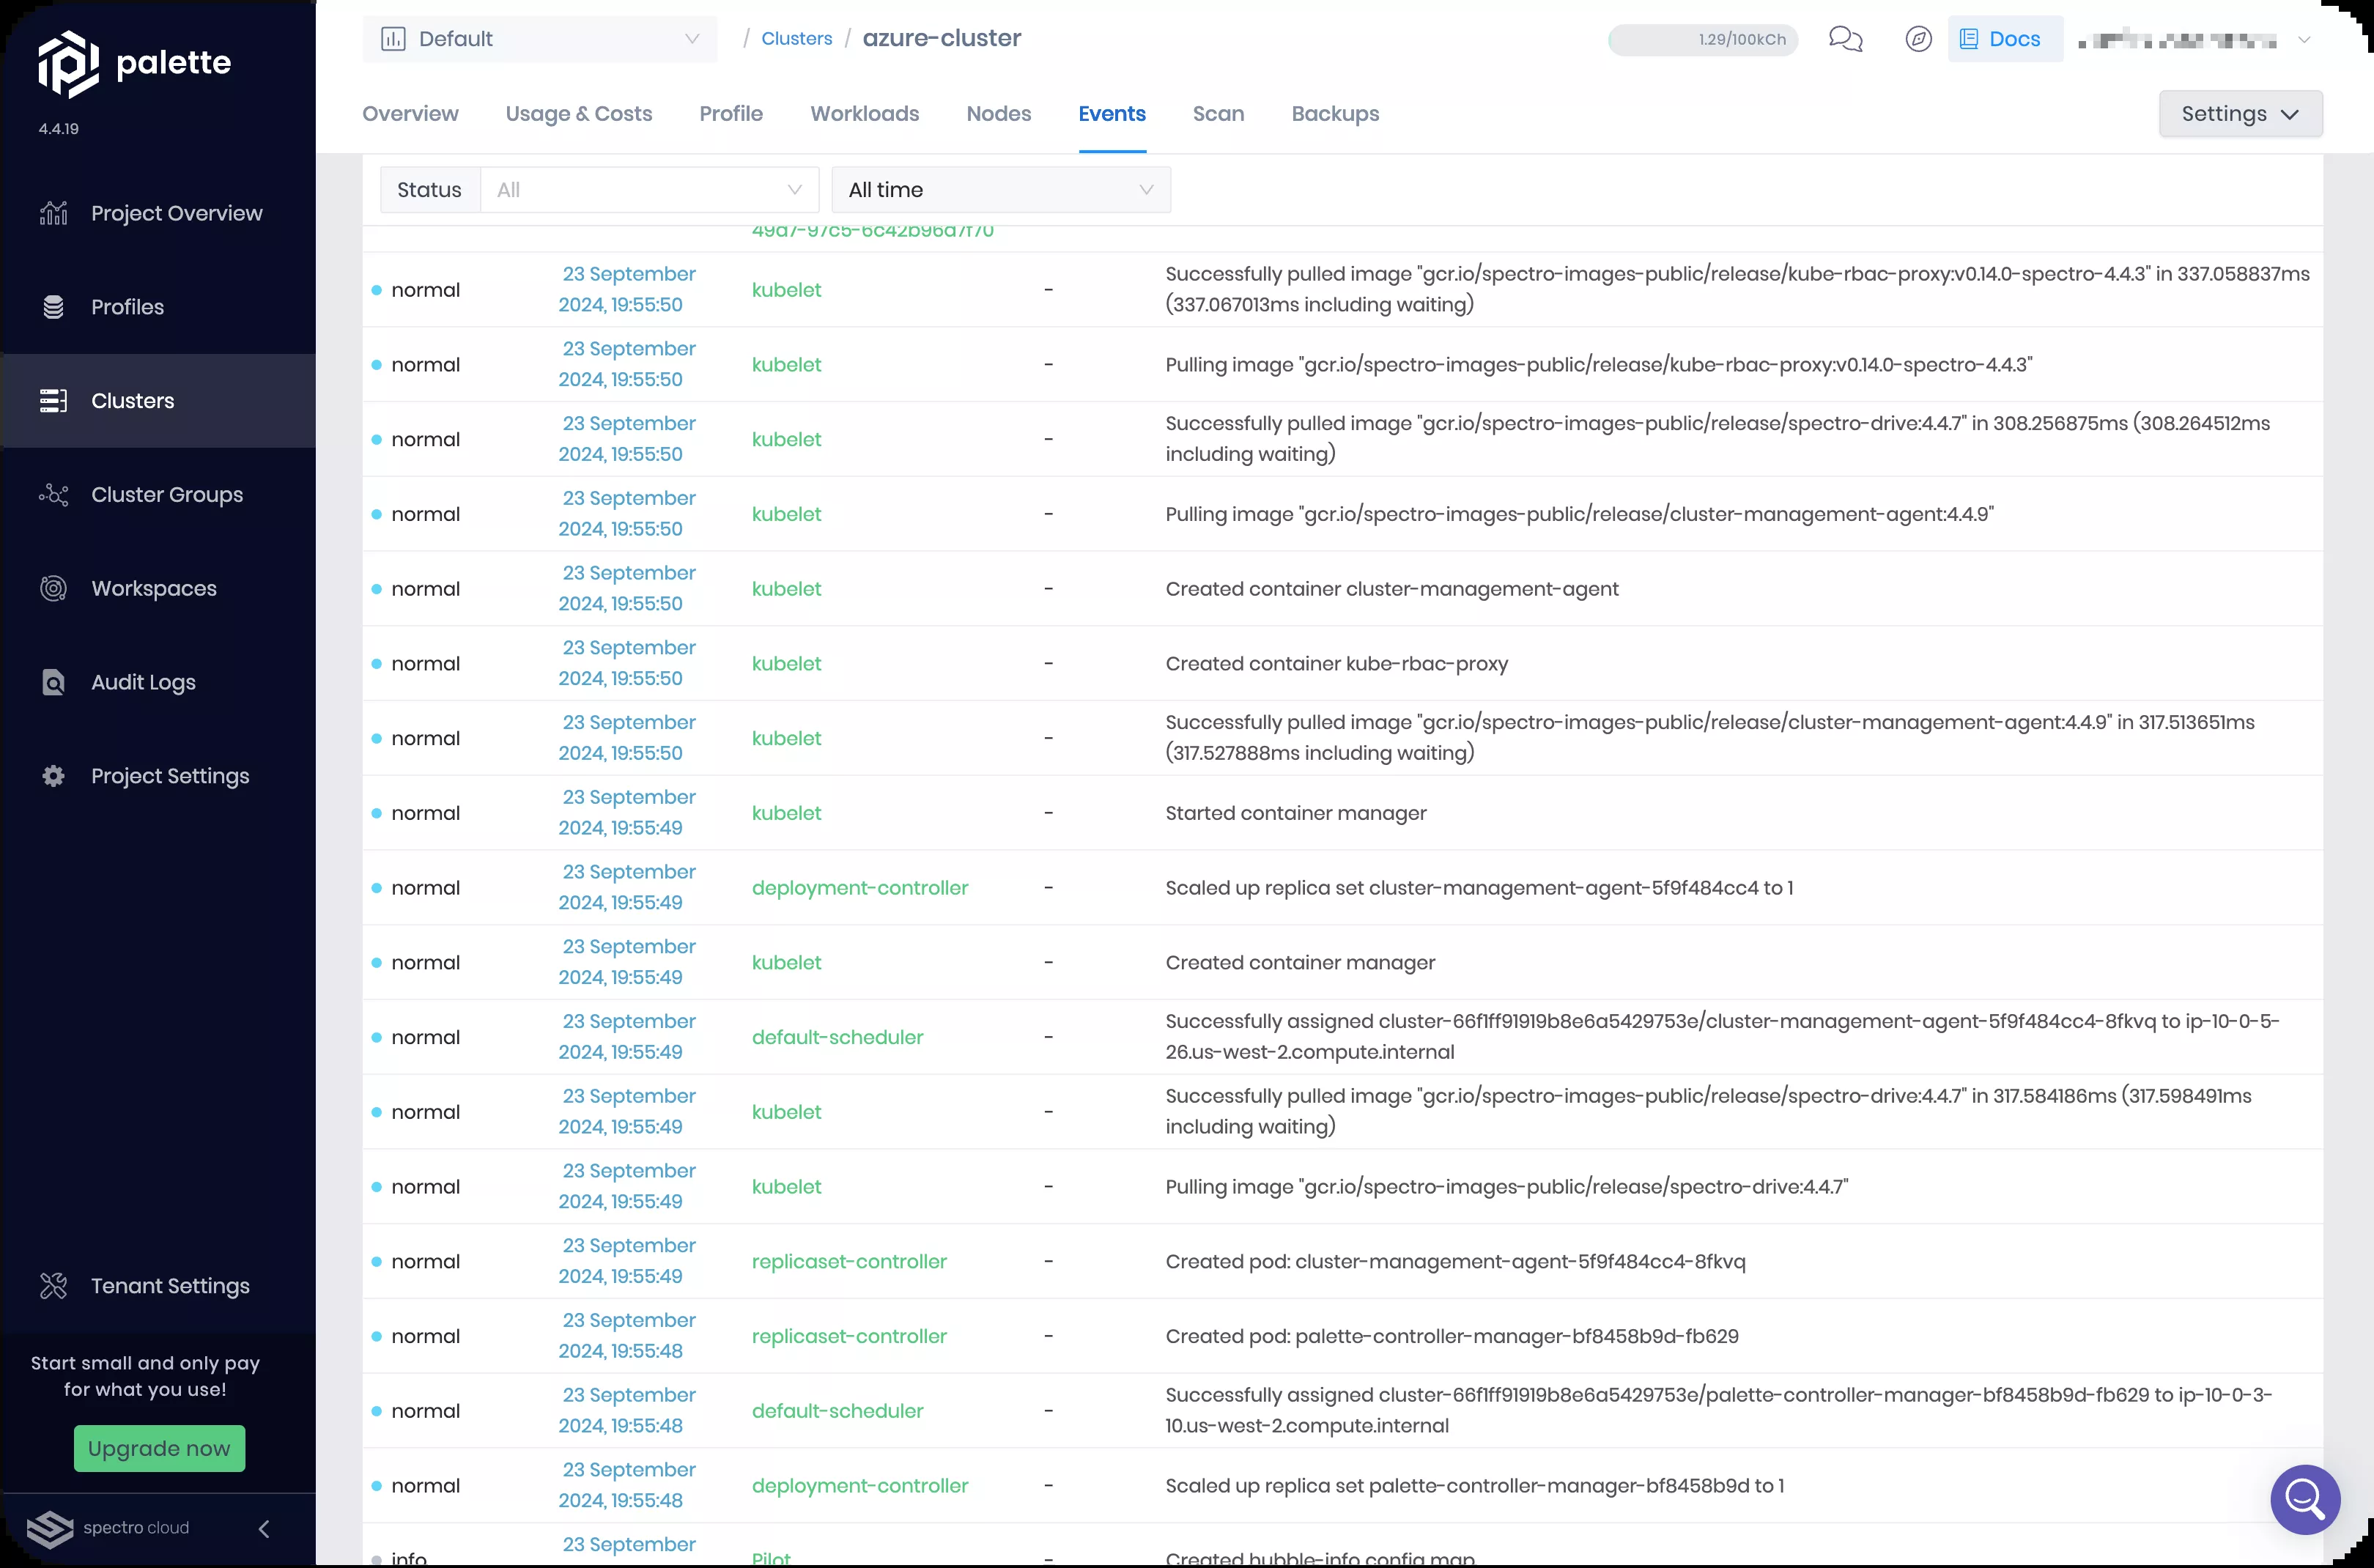 palette
4.4.19
Project Overview
Profiles
Clusters
Cluster Groups
Workspaces
Audit Logs
Project Settings
Tenant Settings
Start small and only pay
for what you use!
Upgrade now
spectro cloud
Default
/ Clusters / azure-cluster
1.29/100kCh
Docs
Overview Usage & Costs Profile Workloads Nodes Events Scan Backups
Settings
Status All All time
49d7-97c5-6c42b96d7f70
normal 23 September kubelet - Successfully pulled image "gcr.io/spectro-images-public/release/kube-rbac-proxy:v0.14.0-spectro-4.4.3" in 337.058837ms
2024, 19:55:50 (337.067013ms including waiting)
normal 23 September kubelet - Pulling image "gcr.io/spectro-images-public/release/kube-rbac-proxy:v0.14.0-spectro-4.4.3"
2024, 19:55:50
normal 23 September kubelet - Successfully pulled image "gcr.io/spectro-images-public/release/spectro-drive:4.4.7" in 308.256875ms (308.264512ms
2024, 19:55:50 including waiting)
normal 23 September kubelet - Pulling image "gcr.io/spectro-images-public/release/cluster-management-agent:4.4.9"
2024, 19:55:50
normal 23 September kubelet - Created container cluster-management-agent
2024, 19:55:50
normal 23 September kubelet - Created container kube-rbac-proxy
2024, 19:55:50
normal 23 September kubelet - Successfully pulled image "gcr.io/spectro-images-public/release/cluster-management-agent:4.4.9" in 317.513651ms
2024, 19:55:50 (317.527888ms including waiting)
normal 23 September kubelet - Started container manager
2024, 19:55:49
normal 23 September deployment-controller - Scaled up replica set cluster-management-agent-5f9f484cc4 to 1
2024, 19:55:49
normal 23 September kubelet - Created container manager
2024, 19:55:49
normal 23 September default-scheduler - Successfully assigned cluster-66f1ff91919b8e6a5429753e/cluster-management-agent-5f9f484cc4-8fkvq to ip-10-0-5-
2024, 19:55:49 26.us-west-2.compute.internal
normal 23 September kubelet - Successfully pulled image "gcr.io/spectro-images-public/release/spectro-drive:4.4.7" in 317.584186ms (317.598491ms
2024, 19:55:49 including waiting)
normal 23 September kubelet - Pulling image "gcr.io/spectro-images-public/release/spectro-drive:4.4.7"
2024, 19:55:49
normal 23 September replicaset-controller - Created pod: cluster-management-agent-5f9f484cc4-8fkvq
2024, 19:55:49
normal 23 September replicaset-controller - Created pod: palette-controller-manager-bf8458b9d-fb629
2024, 19:55:48
normal 23 September default-scheduler - Successfully assigned cluster-66f1ff91919b8e6a5429753e/palette-controller-manager-bf8458b9d-fb629 to ip-10-0-3-
2024, 19:55:48 10.us-west-2.compute.internal
normal 23 September deployment-controller - Scaled up replica set palette-controller-manager-bf8458b9d to 1
2024, 19:55:48
info 23 September Pilot - Created hubble-info config map